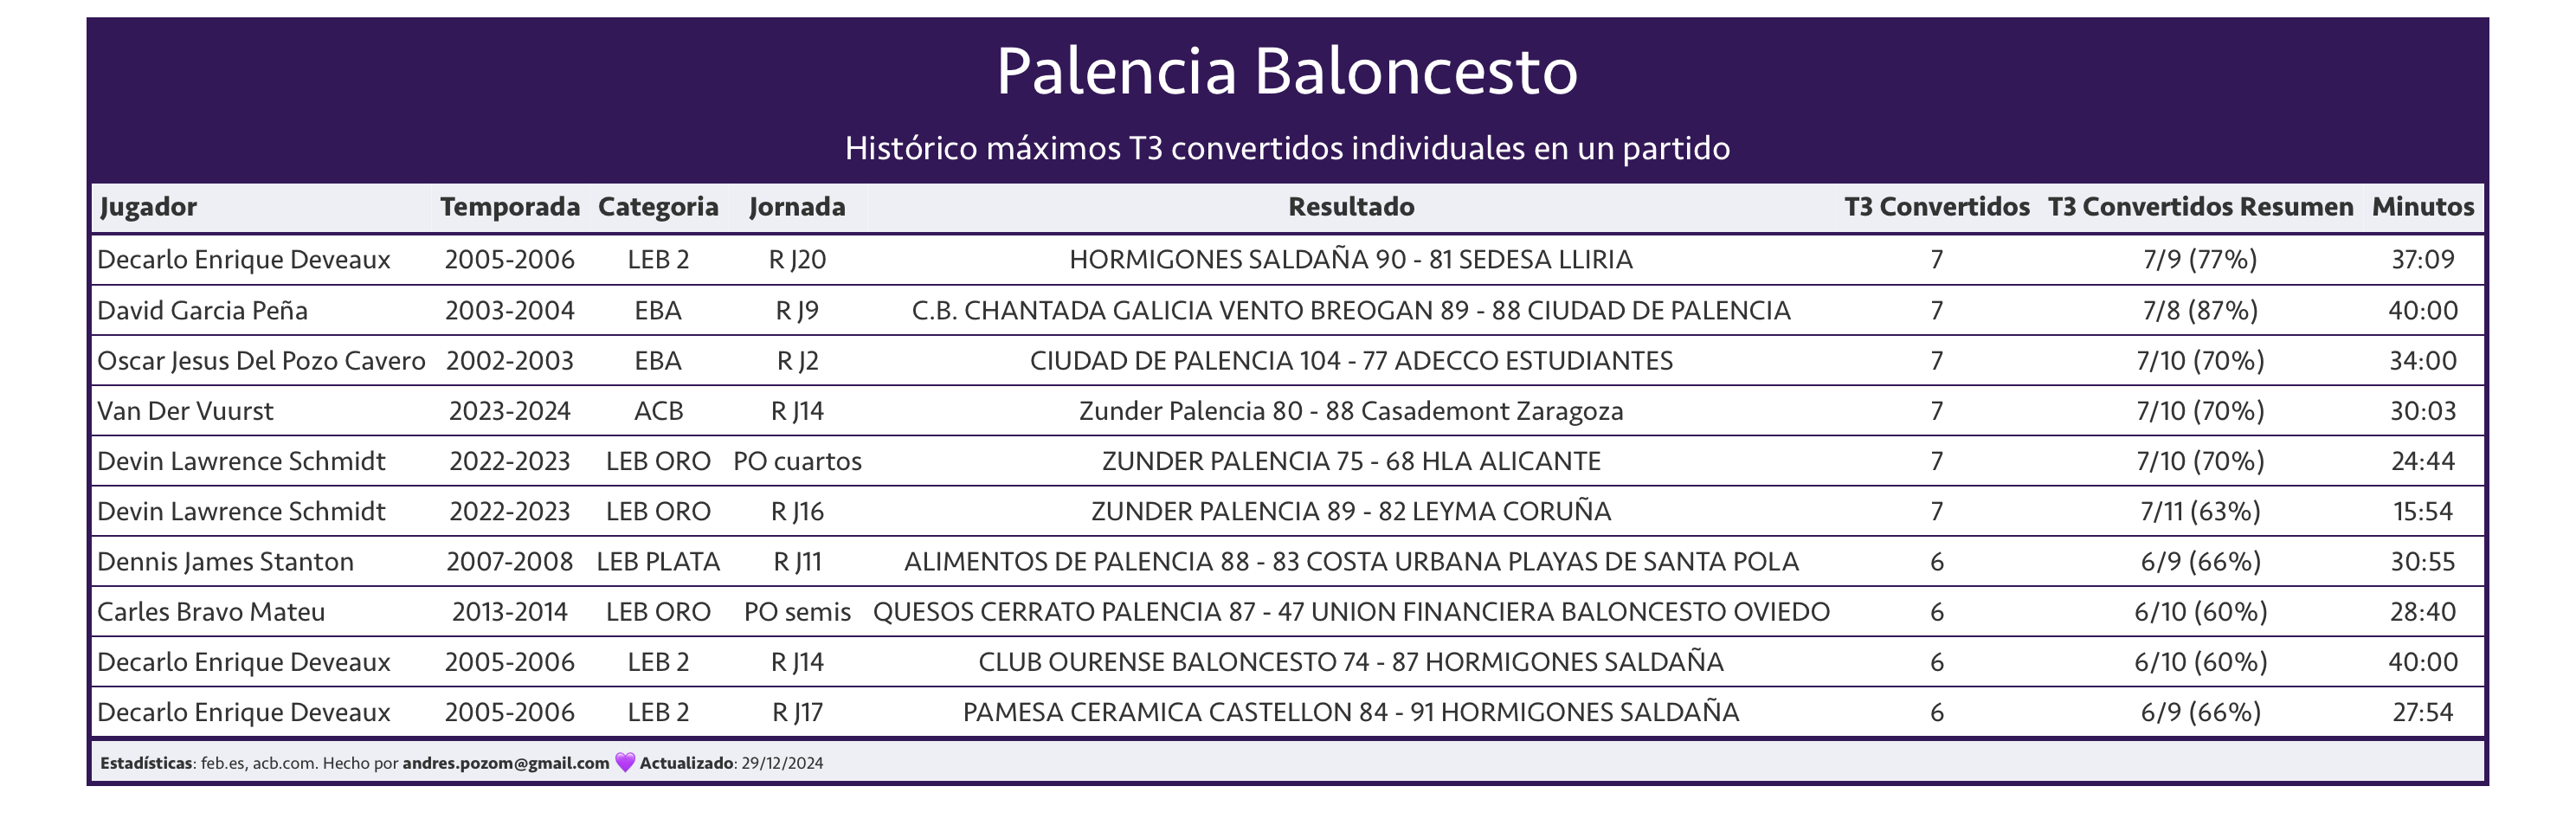 Palencia Baloncesto
Histórico máximos T3 convertidos individuales en un partido
Jugador Temporada Categoria Jornada Resultado T3 Convertidos T3 Convertidos Resumen Minutos
Decarlo Enrique Deveaux 2005-2006 LEB 2 R J20 HORMIGONES SALDAÑA 90 - 81 SEDESA LLIRIA 7 7/9 (77%) 37:09
David Garcia Peña 2003-2004 EBA R J9 C.B. CHANTADA GALICIA VENTO BREOGAN 89 - 88 CIUDAD DE PALENCIA 7 7/8 (87%) 40:00
Oscar Jesus Del Pozo Cavero 2002-2003 EBA R J2 CIUDAD DE PALENCIA 104 - 77 ADECCO ESTUDIANTES 7 7/10 (70%) 34:00
Van Der Vuurst 2023-2024 ACB R J14 Zunder Palencia 80 - 88 Casademont Zaragoza 7 7/10 (70%) 30:03
Devin Lawrence Schmidt 2022-2023 LEB ORO PO cuartos ZUNDER PALENCIA 75 - 68 HLA ALICANTE 7 7/10 (70%) 24:44
Devin Lawrence Schmidt 2022-2023 LEB ORO R J16 ZUNDER PALENCIA 89 - 82 LEYMA CORUÑA 7 7/11 (63%) 15:54
Dennis James Stanton 2007-2008 LEB PLATA R J11 ALIMENTOS DE PALENCIA 88 - 83 COSTA URBANA PLAYAS DE SANTA POLA 6 6/9 (66%) 30:55
Carles Bravo Mateu 2013-2014 LEB ORO PO semis QUESOS CERRATO PALENCIA 87 - 47 UNION FINANCIERA BALONCESTO OVIEDO 6 6/10 (60%) 28:40
Decarlo Enrique Deveaux 2005-2006 LEB 2 R J14 CLUB OURENSE BALONCESTO 74 - 87 HORMIGONES SALDAÑA 6 6/10 (60%) 40:00
Decarlo Enrique Deveaux 2005-2006 LEB 2 R J17 PAMESA CERAMICA CASTELLON 84 - 91 HORMIGONES SALDAÑA 6 6/9 (66%) 27:54
Estadísticas: feb.es, acb.com. Hecho por andres.pozom@gmail.com 💜 Actualizado: 29/12/2024